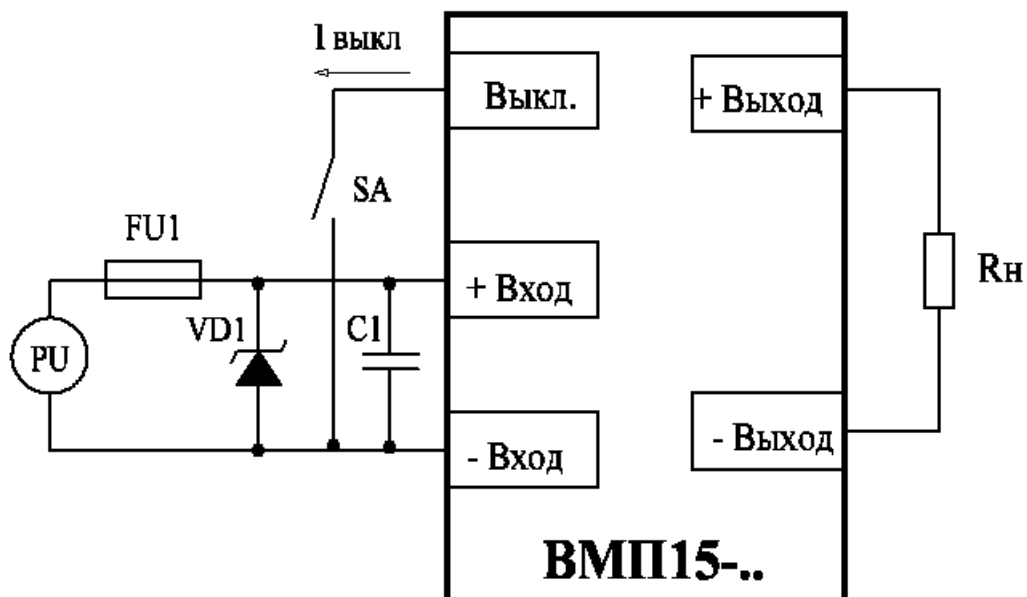 I выкл
Выкл.
+ Выход
SA
FU1
+ Вход
Rн
VD1
C1
PU
- Вход
- Выход
ВМП15-..